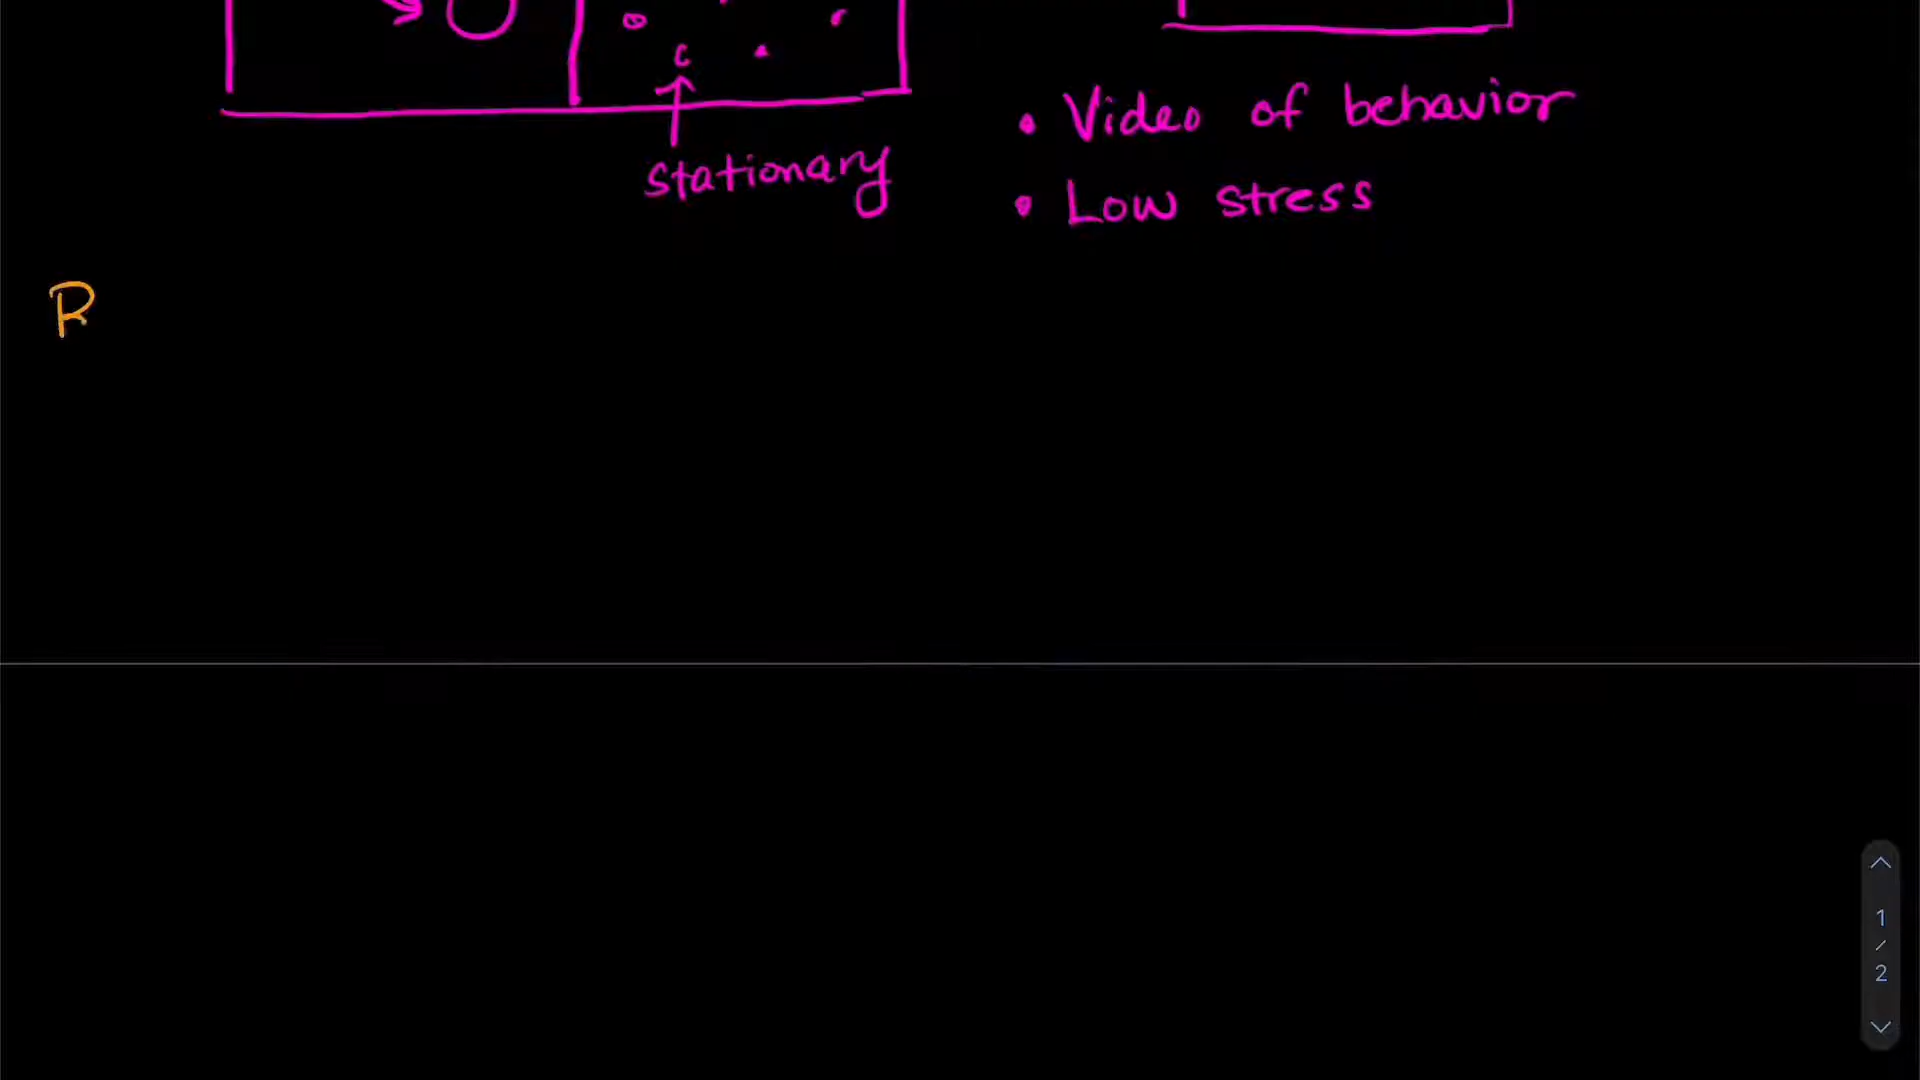 • Video of behavior
stationary
• Low stress
R
1
/
2